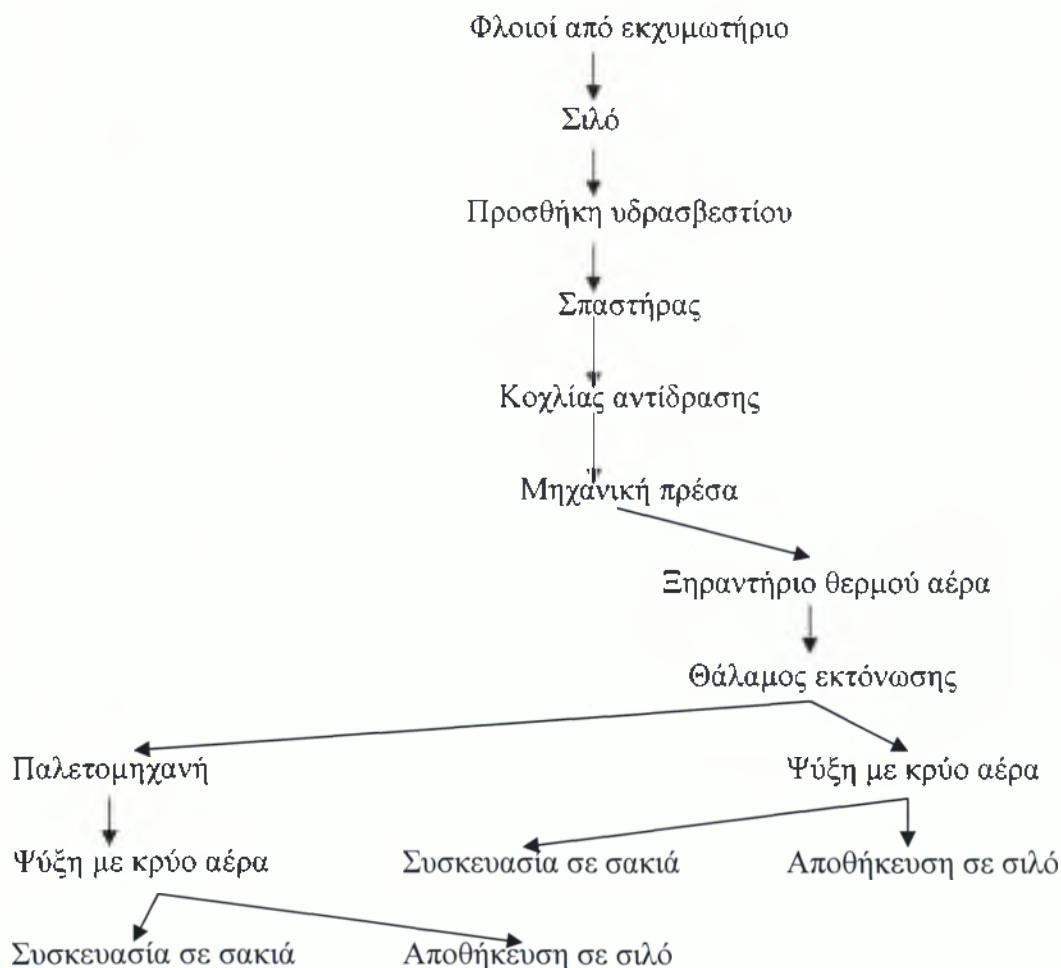 Φλοιοί από εκχυμωτήριο
Σιλό
Προσθήκη υδρασβεστίου
Σπαστήρας
Κοχλίας αντίδρασης
Μηχανική πρέσα
Ξηραντήριο θερμού αέρα
Θάλαμος εκτόνωσης
Παλετομηχανή
Ψύξη με κρύο αέρα
Ψύξη με κρύο αέρα
Συσκευασία σε σακιά
Αποθήκευση σε σιλό
Συσκευασία σε σακιά
Αποθήκευση σε σιλό